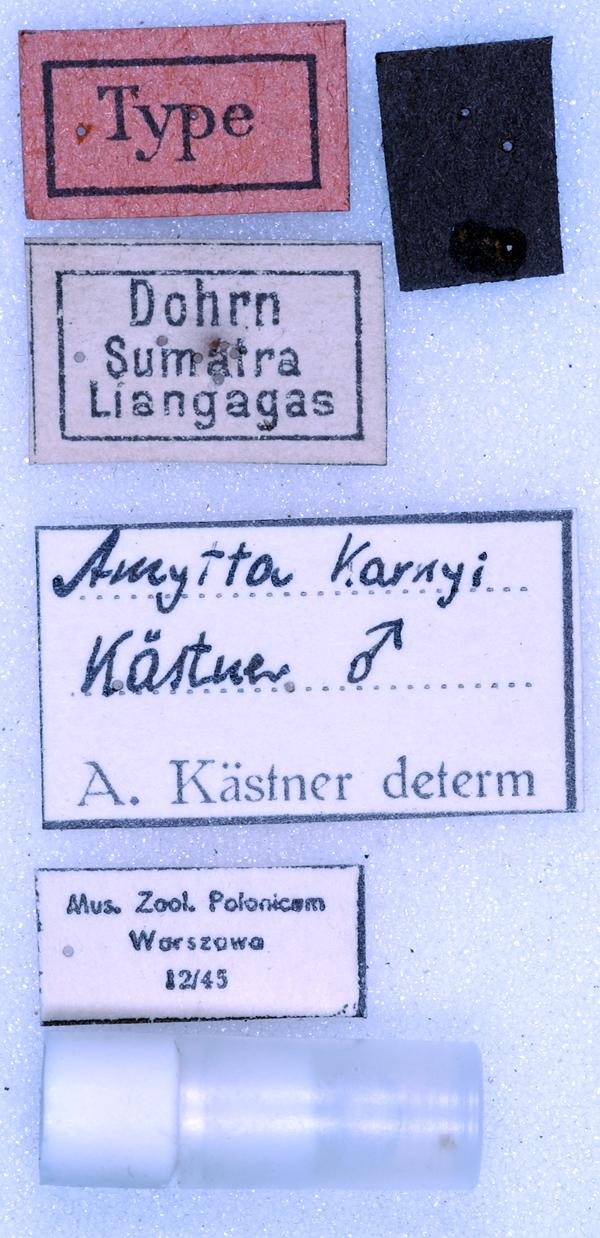 Type
Dohrn
Sumatra
Liangagas
Amytta Karnyi
Kästner ♂
A. Kästner determ
Mus. Zool. Polonicum
Warszawa
12/45